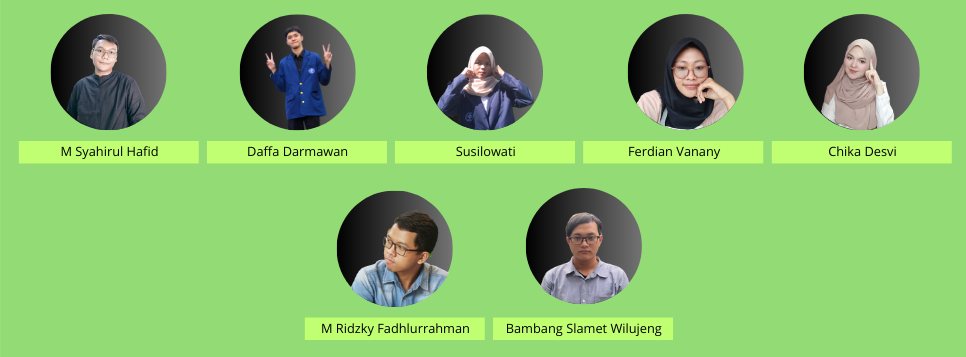 M Syahirul Hafid
Daffa Darmawan
Susilowati
Ferdian Vanany
Chika Desvi
M Ridzky Fadhlurrahman
Bambang Slamet Wilujeng